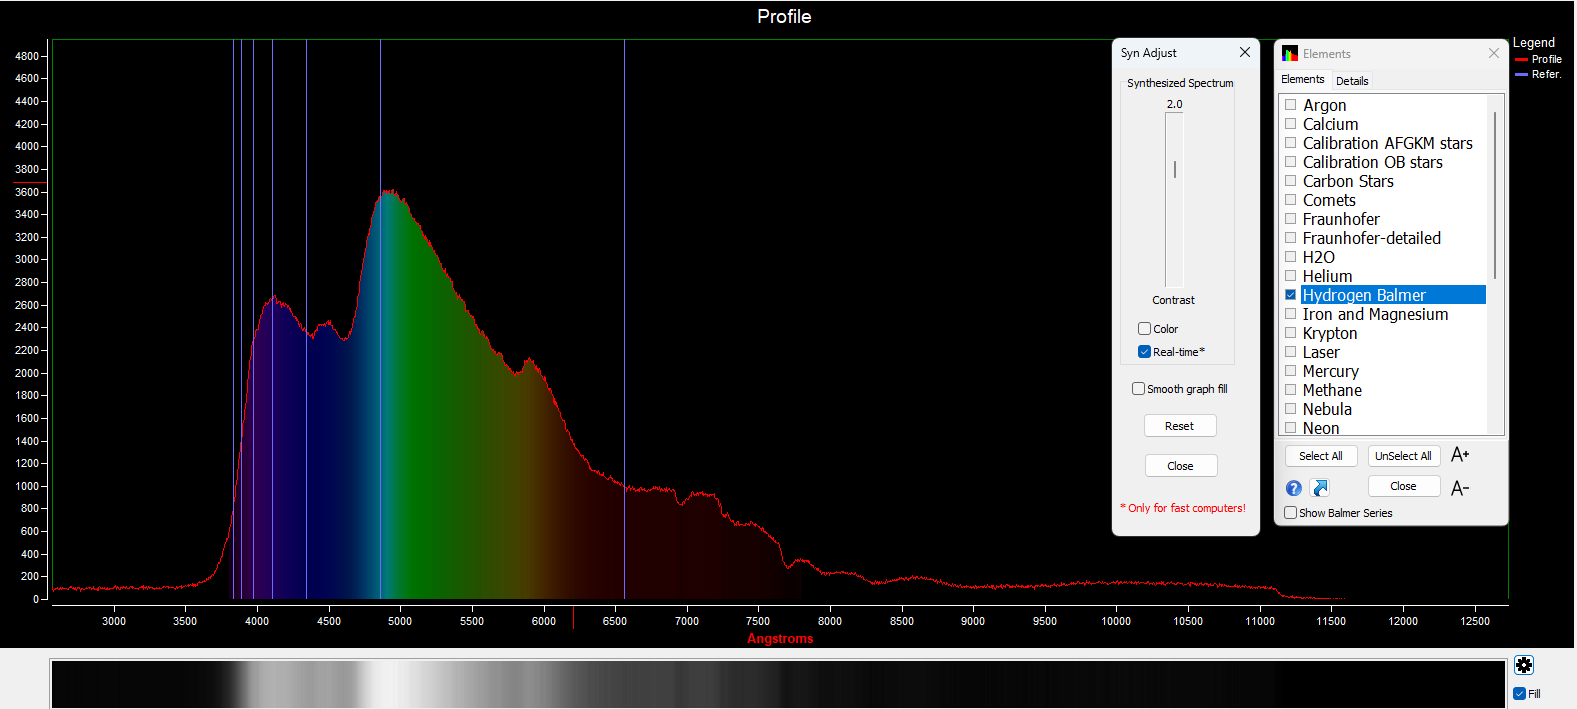 Profile
4800
4600
4400
4200
4000
3800
3600
3400
3200
3000
2800
2600
2400
2200
2000
1800
1600
1400
1200
1000
800
600
400
200
0
3000 3500 4000 4500 5000 5500 6000 6500 7000 7500 8000 8500 9000 9500 10000 10500 11000 11500 12000 12500
Angstroms
Syn Adjust
Synthesized Spectrum
2.0
Contrast
Color
Real-time*
Smooth graph fill
Reset
Close
* Only for fast computers!
Elements
Elements Details
Argon
Calcium
Calibration AFGKM stars
Calibration OB stars
Carbon Stars
Comets
Fraunhofer
Fraunhofer-detailed
H2O
Helium
Hydrogen Balmer
Iron and Magnesium
Krypton
Laser
Mercury
Methane
Nebula
Neon
Select All UnSelect All A+
? Close A-
Show Balmer Series
Legend
Profile
Refer.
Fill